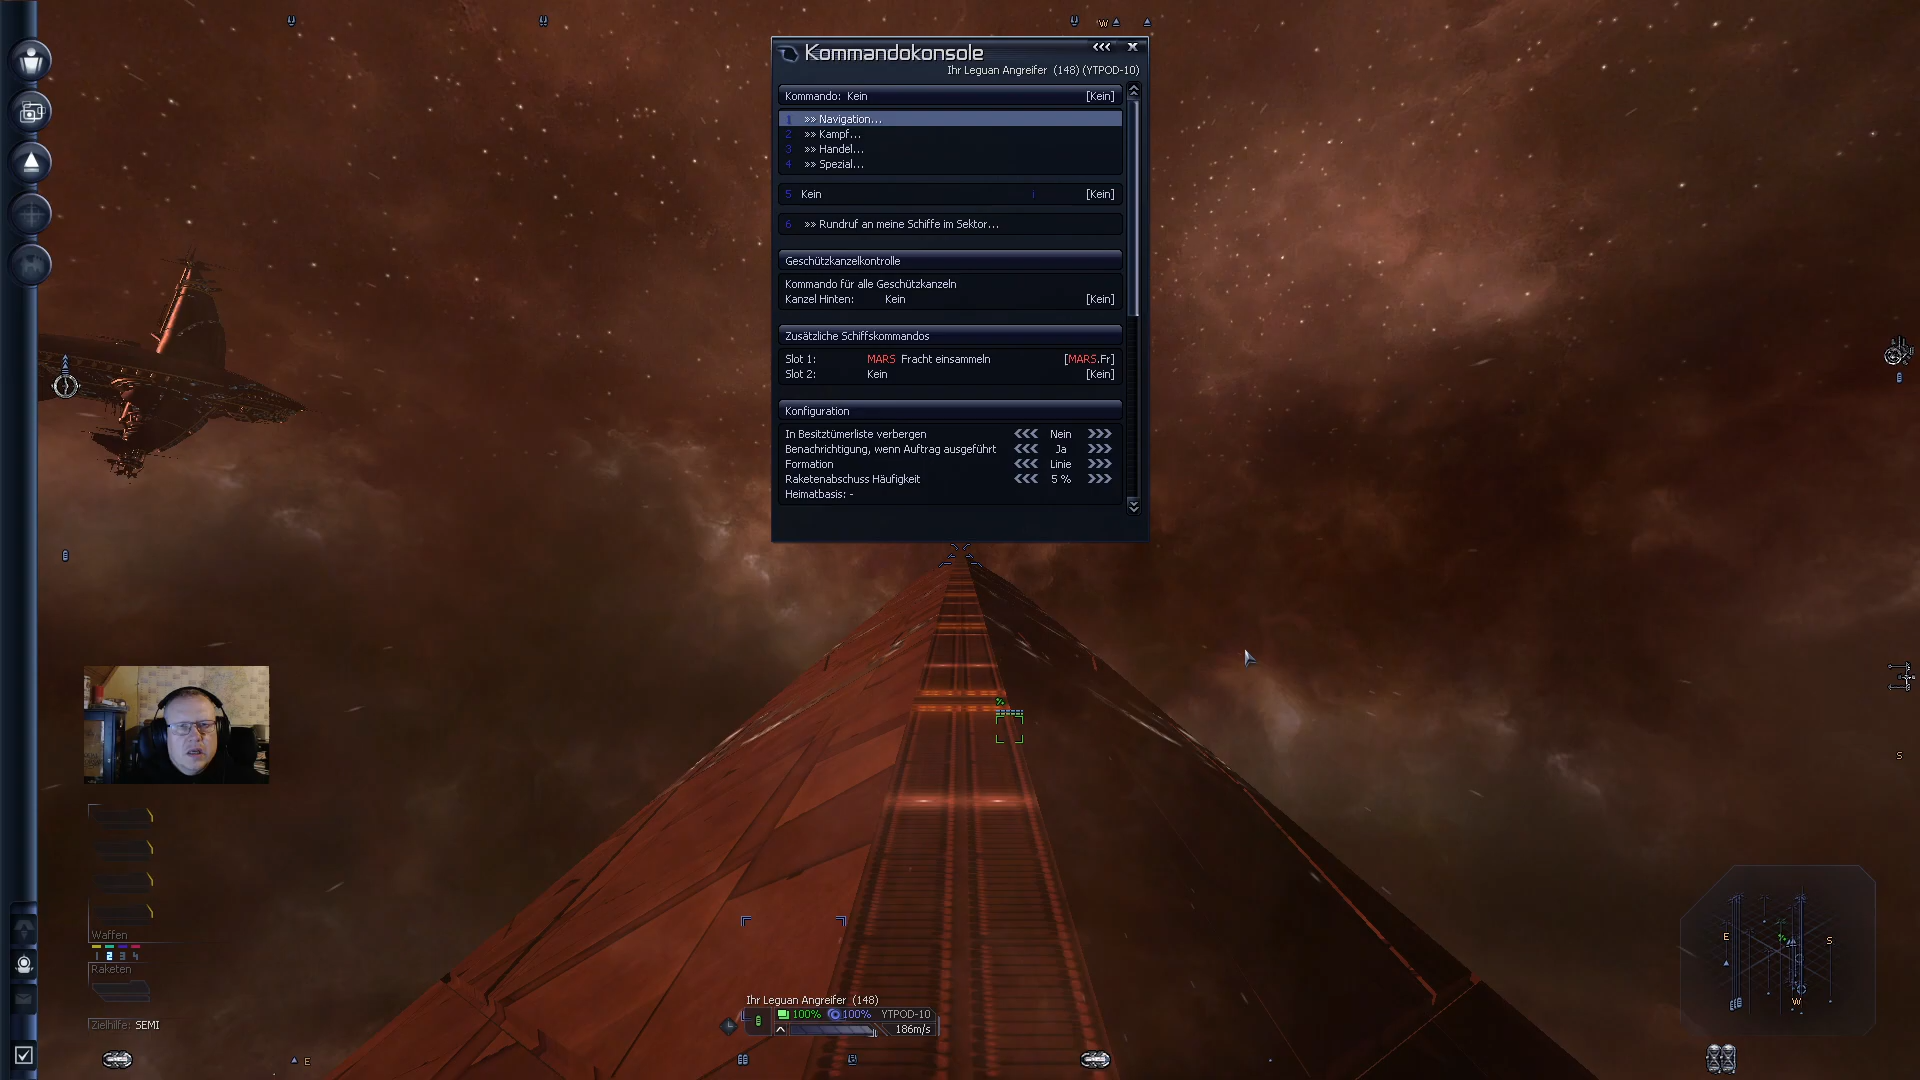 W
Kommandokonsole
Ihr Leguan Angreifer (148) (YTPOD-10)
Kommando: Kein [Kein]
1 >> Navigation...
2 >> Kampf...
3 >> Handel...
4 >> Spezial...
5 Kein i [Kein]
6 >> Rundruf an meine Schiffe im Sektor...
Geschützkanzelkontrolle
Kommando für alle Geschützkanzeln
Kanzel Hinten: Kein [Kein]
Zusätzliche Schiffskommandos
Slot 1: MARS Fracht einsammeln [MARS.Fr]
Slot 2: Kein [Kein]
Konfiguration
In Besitztümerliste verbergen <<< Nein >>>
Benachrichtigung, wenn Auftrag ausgeführt <<< Ja >>>
Formation <<< Linie >>>
Raketenabschuss Häufigkeit <<< 5 % >>>
Heimatbasis: -
S
Waffen
1 2 3 4
Raketen
Zielhilfe: SEMI
E
Ihr Leguan Angreifer (148)
100% 100% YTPOD-10
186m/s
E
S
W